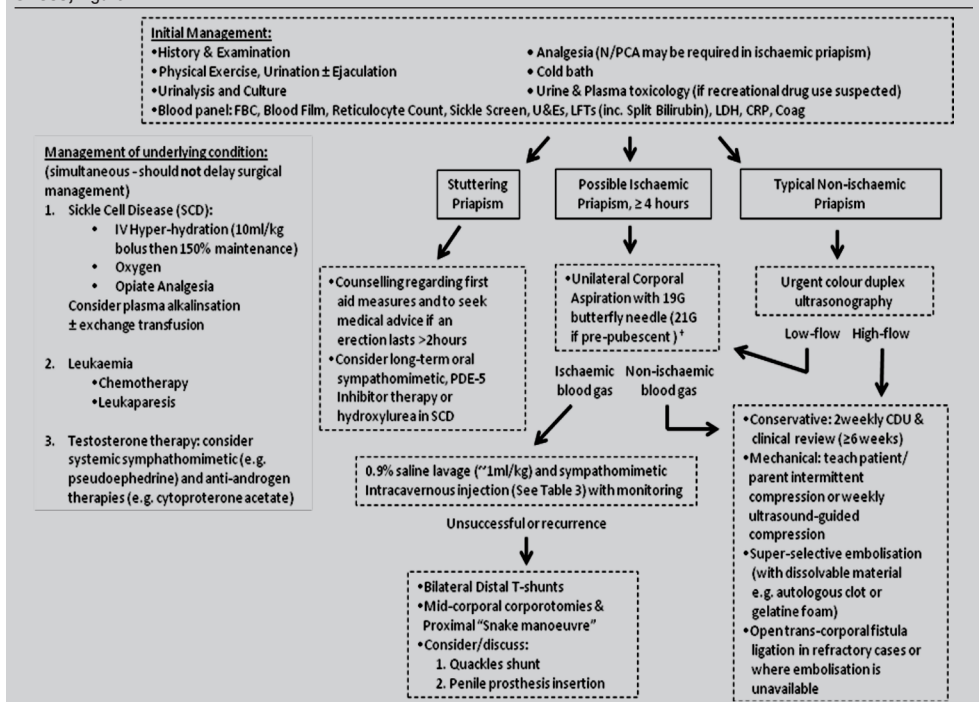 Initial Management:
•History & Examination
•Physical Exercise, Urination ± Ejaculation
•Urinalysis and Culture
•Analgesia (N/PCA may be required in ischaemic priapism)
•Cold bath
•Urine & Plasma toxicology (if recreational drug use suspected)
•Blood panel: FBC, Blood Film, Reticulocyte Count, Sickle Screen, U&Es, LFTs (inc. Split Bilirubin), LDH, CRP, Coag
Management of underlying condition:
(simultaneous - should not delay surgical
management)
1. Sickle Cell Disease (SCD):
• IV Hyper-hydration (10ml/kg
bolus then 150% maintenance)
• Oxygen
• Opiate Analgesia
Consider plasma alkalinsation
± exchange transfusion
2. Leukaemia
•Chemotherapy
•Leukaparesis
3. Testosterone therapy: consider
systemic symphathomimetic (e.g.
pseudoephedrine) and anti-androgen
therapies (e.g. cytoproterone acetate)
Stuttering
Priapism
Possible Ischaemic
Priapism, ≥ 4 hours
Typical Non-ischaemic
Priapism
•Counselling regarding first
aid measures and to seek
medical advice if an
erection lasts >2hours
•Consider long-term oral
sympathomimetic, PDE-5
Inhibitor therapy or
hydroxylurea in SCD
•Unilateral Corporal
Aspiration with 19G
butterfly needle (21G
if pre-pubescent)⁺
Urgent colour duplex
ultrasonography
Low-flow High-flow
Ischaemic
blood gas
Non-ischaemic
blood gas
0.9% saline lavage (~1ml/kg) and sympathomimetic
Intracavernous injection (See Table 3) with monitoring
Unsuccessful or recurrence
•Bilateral Distal T-shunts
•Mid-corporal corporotomies &
Proximal "Snake manoeuvre"
•Consider/discuss:
1. Quackles shunt
2. Penile prosthesis insertion
•Conservative: 2weekly CDU &
clinical review (≥6 weeks)
•Mechanical: teach patient/
parent intermittent
compression or weekly
ultrasound-guided
compression
•Super-selective embolisation
(with dissolvable material
e.g. autologous clot or
gelatine foam)
•Open trans-corporal fistula
ligation in refractory cases or
where embolisation is
unavailable